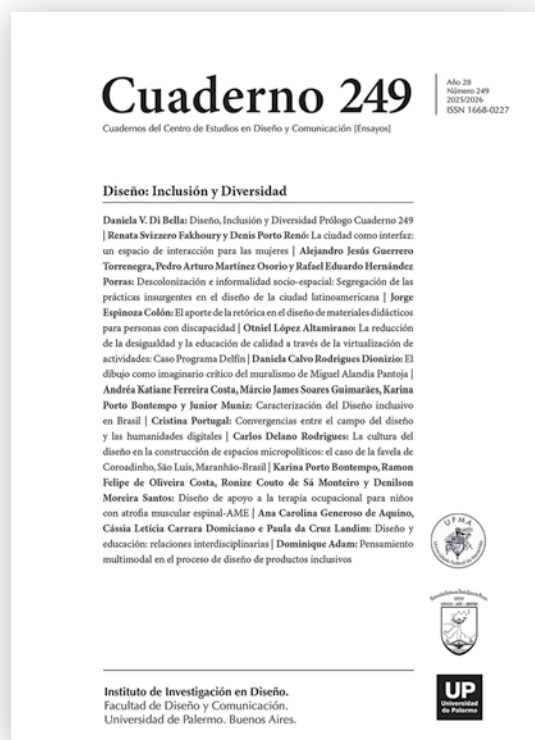 Cuaderno 249
Año 28
Número 249
2025/2026
ISSN 1668-0227
Cuadernos del Centro de Estudios en Diseño y Comunicación [Ensayos]
Diseño: Inclusión y Diversidad
Daniela V. Di Bella: Diseño, Inclusión y Diversidad Prólogo Cuaderno 249
| Renata Svizzero Fakhoury y Denis Porto Renó: La ciudad como interfaz:
un espacio de interacción para las mujeres | Alejandro Jesús Guerrero
Torrenegra, Pedro Arturo Martínez Osorio y Rafael Eduardo Hernández
Porras: Descolonización e informalidad socio-espacial: Segregación de las
prácticas insurgentes en el diseño de la ciudad latinoamericana | Jorge
Espinoza Colón: El aporte de la retórica en el diseño de materiales didácticos
para personas con discapacidad | Otniel López Altamirano: La reducción
de la desigualdad y la educación de calidad a través de la virtualización de
actividades: Caso Programa Delfín | Daniela Calvo Rodrigues Dionizio: El
dibujo como imaginario crítico del muralismo de Miguel Alandia Pantoja |
Andréa Katiane Ferreira Costa, Márcio James Soares Guimarães, Karina
Porto Bontempo y Junior Muniz: Caracterización del Diseño inclusivo
en Brasil | Cristina Portugal: Convergencias entre el campo del diseño
y las humanidades digitales | Carlos Delano Rodrigues: La cultura del
diseño en la construcción de espacios micropolíticos: el caso de la favela de
Coroadinho, São Luís, Maranhão-Brasil | Karina Porto Bontempo, Ramon
Felipe de Oliveira Costa, Ronize Couto de Sá Monteiro y Denilson
Moreira Santos: Diseño de apoyo a la terapia ocupacional para niños
con atrofia muscular espinal-AME | Ana Carolina Generoso de Aquino,
Cássia Letícia Carrara Domiciano e Paula da Cruz Landim: Diseño y
educación: relaciones interdisciplinarias | Dominique Adam: Pensamiento
multimodal en el proceso de diseño de productos inclusivos
UFMA
Instituto de Investigación en Diseño.
Facultad de Diseño y Comunicación.
Universidad de Palermo. Buenos Aires.
UP
Universidad
de Palermo